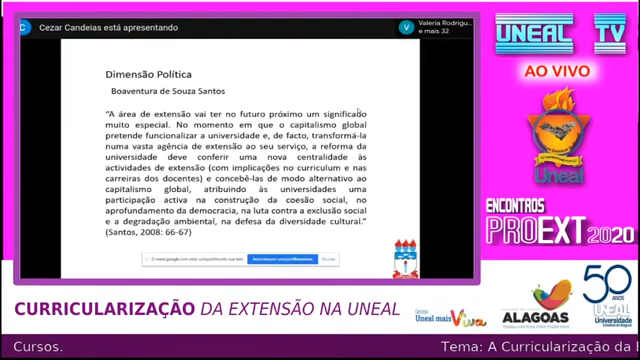 C Cezar Candeias está apresentando
V Valeria Rodrigu...
e mais 32
UNEAL TV
AO VIVO
Dimensão Política
Boaventura de Souza Santos
“A área de extensão vai ter no futuro próximo um significado
muito especial. No momento em que o capitalismo global
pretende funcionalizar a universidade e, de facto, transformá-la
numa vasta agência de extensão ao seu serviço, a reforma da
universidade deve conferir uma nova centralidade às
actividades de extensão (com implicações no curriculum e nas
carreiras dos docentes) e concebê-las de modo alternativo ao
capitalismo global, atribuindo às universidades uma
participação activa na construção da coesão social, no
aprofundamento da democracia, na luta contra a exclusão social
e a degradação ambiental, na defesa da diversidade cultural.”
(Santos, 2008: 66-67)
ENCONTROS
PROEXT 2020
CURRICULARIZAÇÃO DA EXTENSÃO NA UNEAL
Uneal mais Viva
ALAGOAS
50 ANOS
UNEAL
Universidade
Cursos.
Tema: A Curricularização da